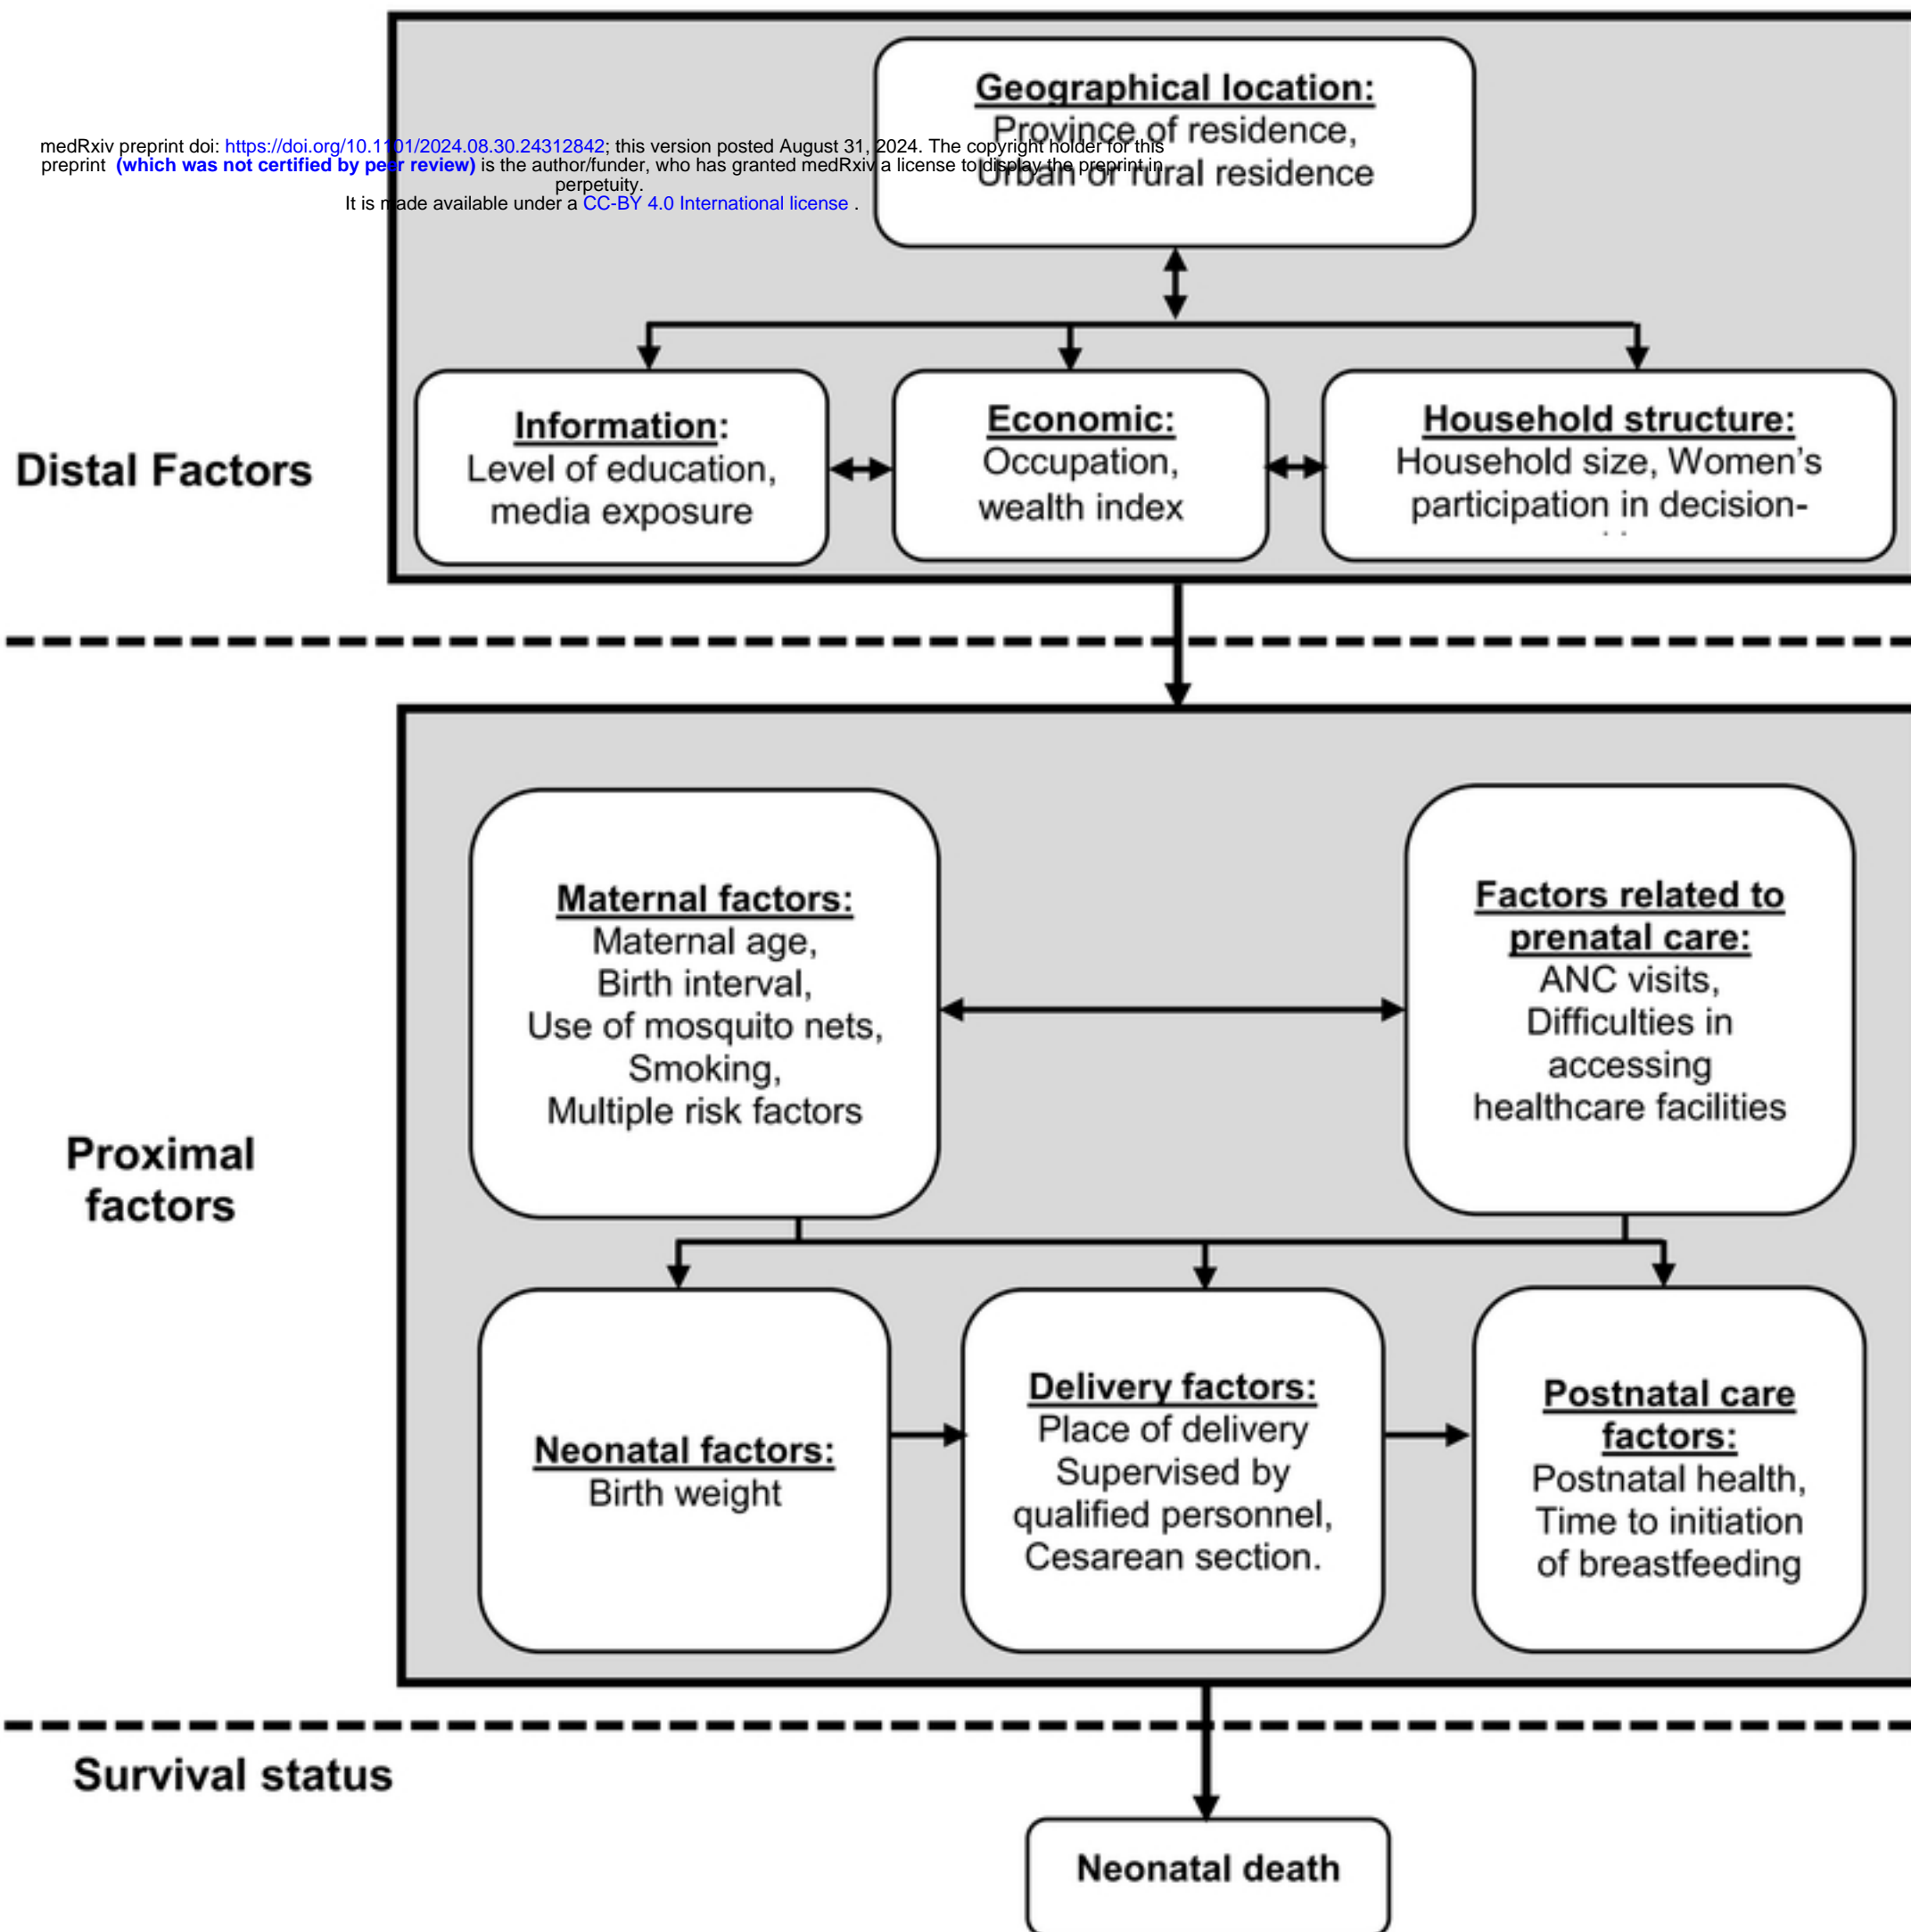 Geographical location:
Province of residence,
Urban or rural residence
medRxiv preprint doi: https://doi.org/10.1101/2024.08.30.24312842; this version posted August 31, 2024. The copyright holder for this
preprint (which was not certified by peer review) is the author/funder, who has granted medRxiv a license to display the preprint in
perpetuity.
It is made available under a CC-BY 4.0 International license .
Distal Factors
Information:
Level of education,
media exposure
Economic:
Occupation,
wealth index
Household structure:
Household size, Women's
participation in decision-
Proximal
factors
Maternal factors:
Maternal age,
Birth interval,
Use of mosquito nets,
Smoking,
Multiple risk factors
Factors related to
prenatal care:
ANC visits,
Difficulties in
accessing
healthcare facilities
Neonatal factors:
Birth weight
Delivery factors:
Place of delivery
Supervised by
qualified personnel,
Cesarean section.
Postnatal care
factors:
Postnatal health,
Time to initiation
of breastfeeding
Survival status
Neonatal death